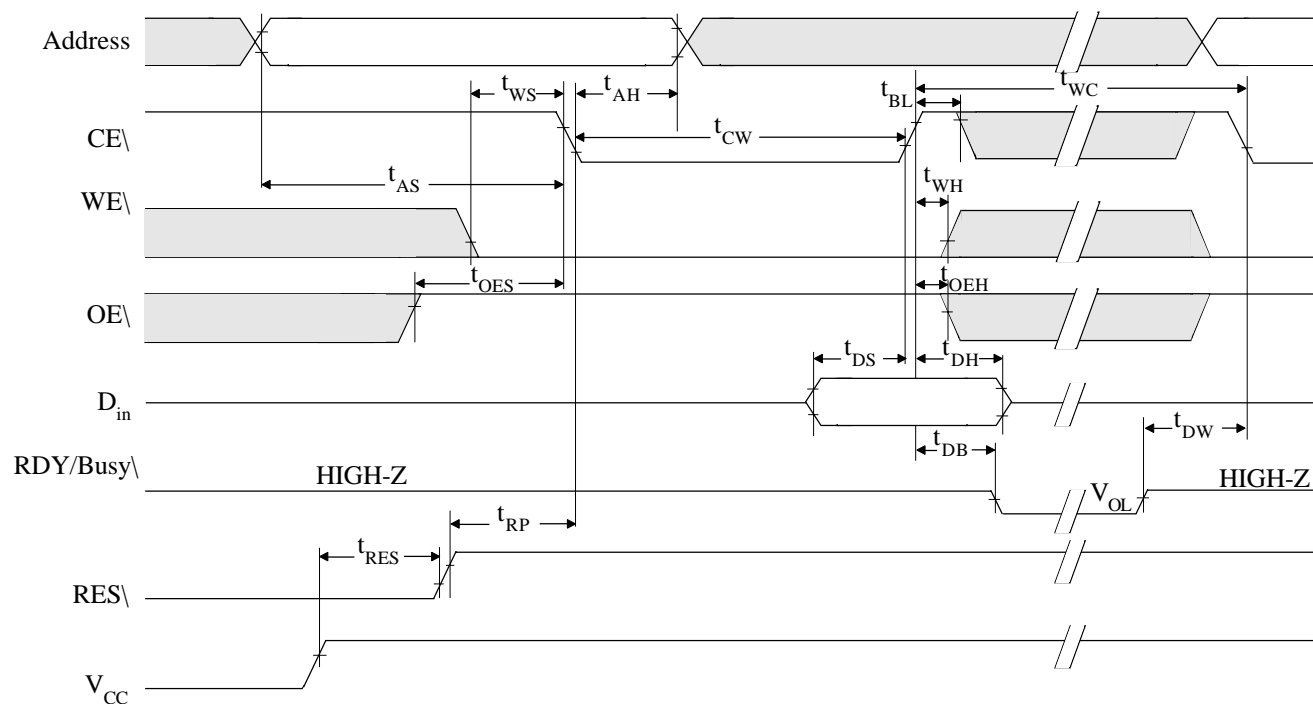 Address
t_WS
t_AH
t_BL
t_WC
CE\
t_CW
t_AS
t_WH
WE\
t_OES
t_OEH
OE\
t_DS
t_DH
D_in
t_DB
t_DW
RDY/Busy\
HIGH-Z
V_OL
HIGH-Z
t_RP
t_RES
RES\
V_CC